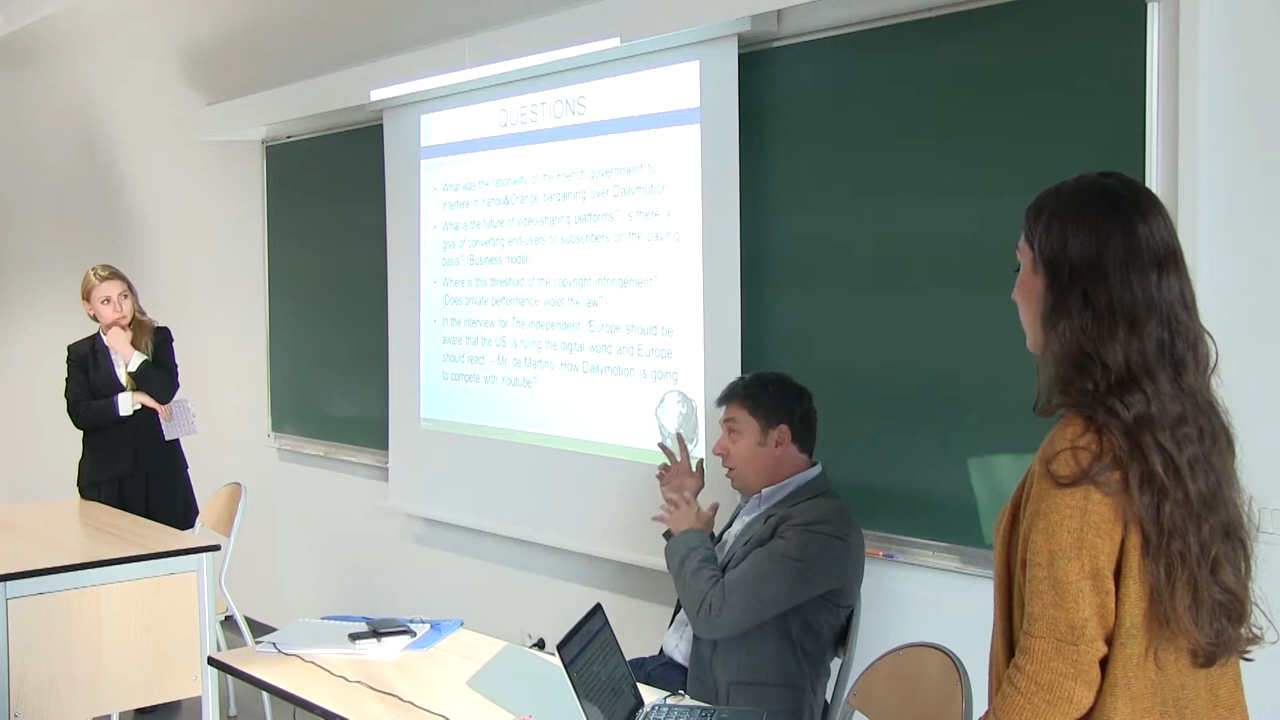 QUESTIONS
• What was the rationality of the French government to
interfere in Yahoo&Orange bargaining over Dailymotion
• What is the future of video-sharing platforms? Is there a
goal of converting end-users to subscribers on the paying
basis? (Business model)
• Where is this threshold of the copyright infringement?
(Does private performance violet the law?
• In the interview for The independent: "Europe should be
aware that the US is ruling the digital world and Europe
should react" - Mr. de Martino. How Dailymotion is going
to compete with Youtube?